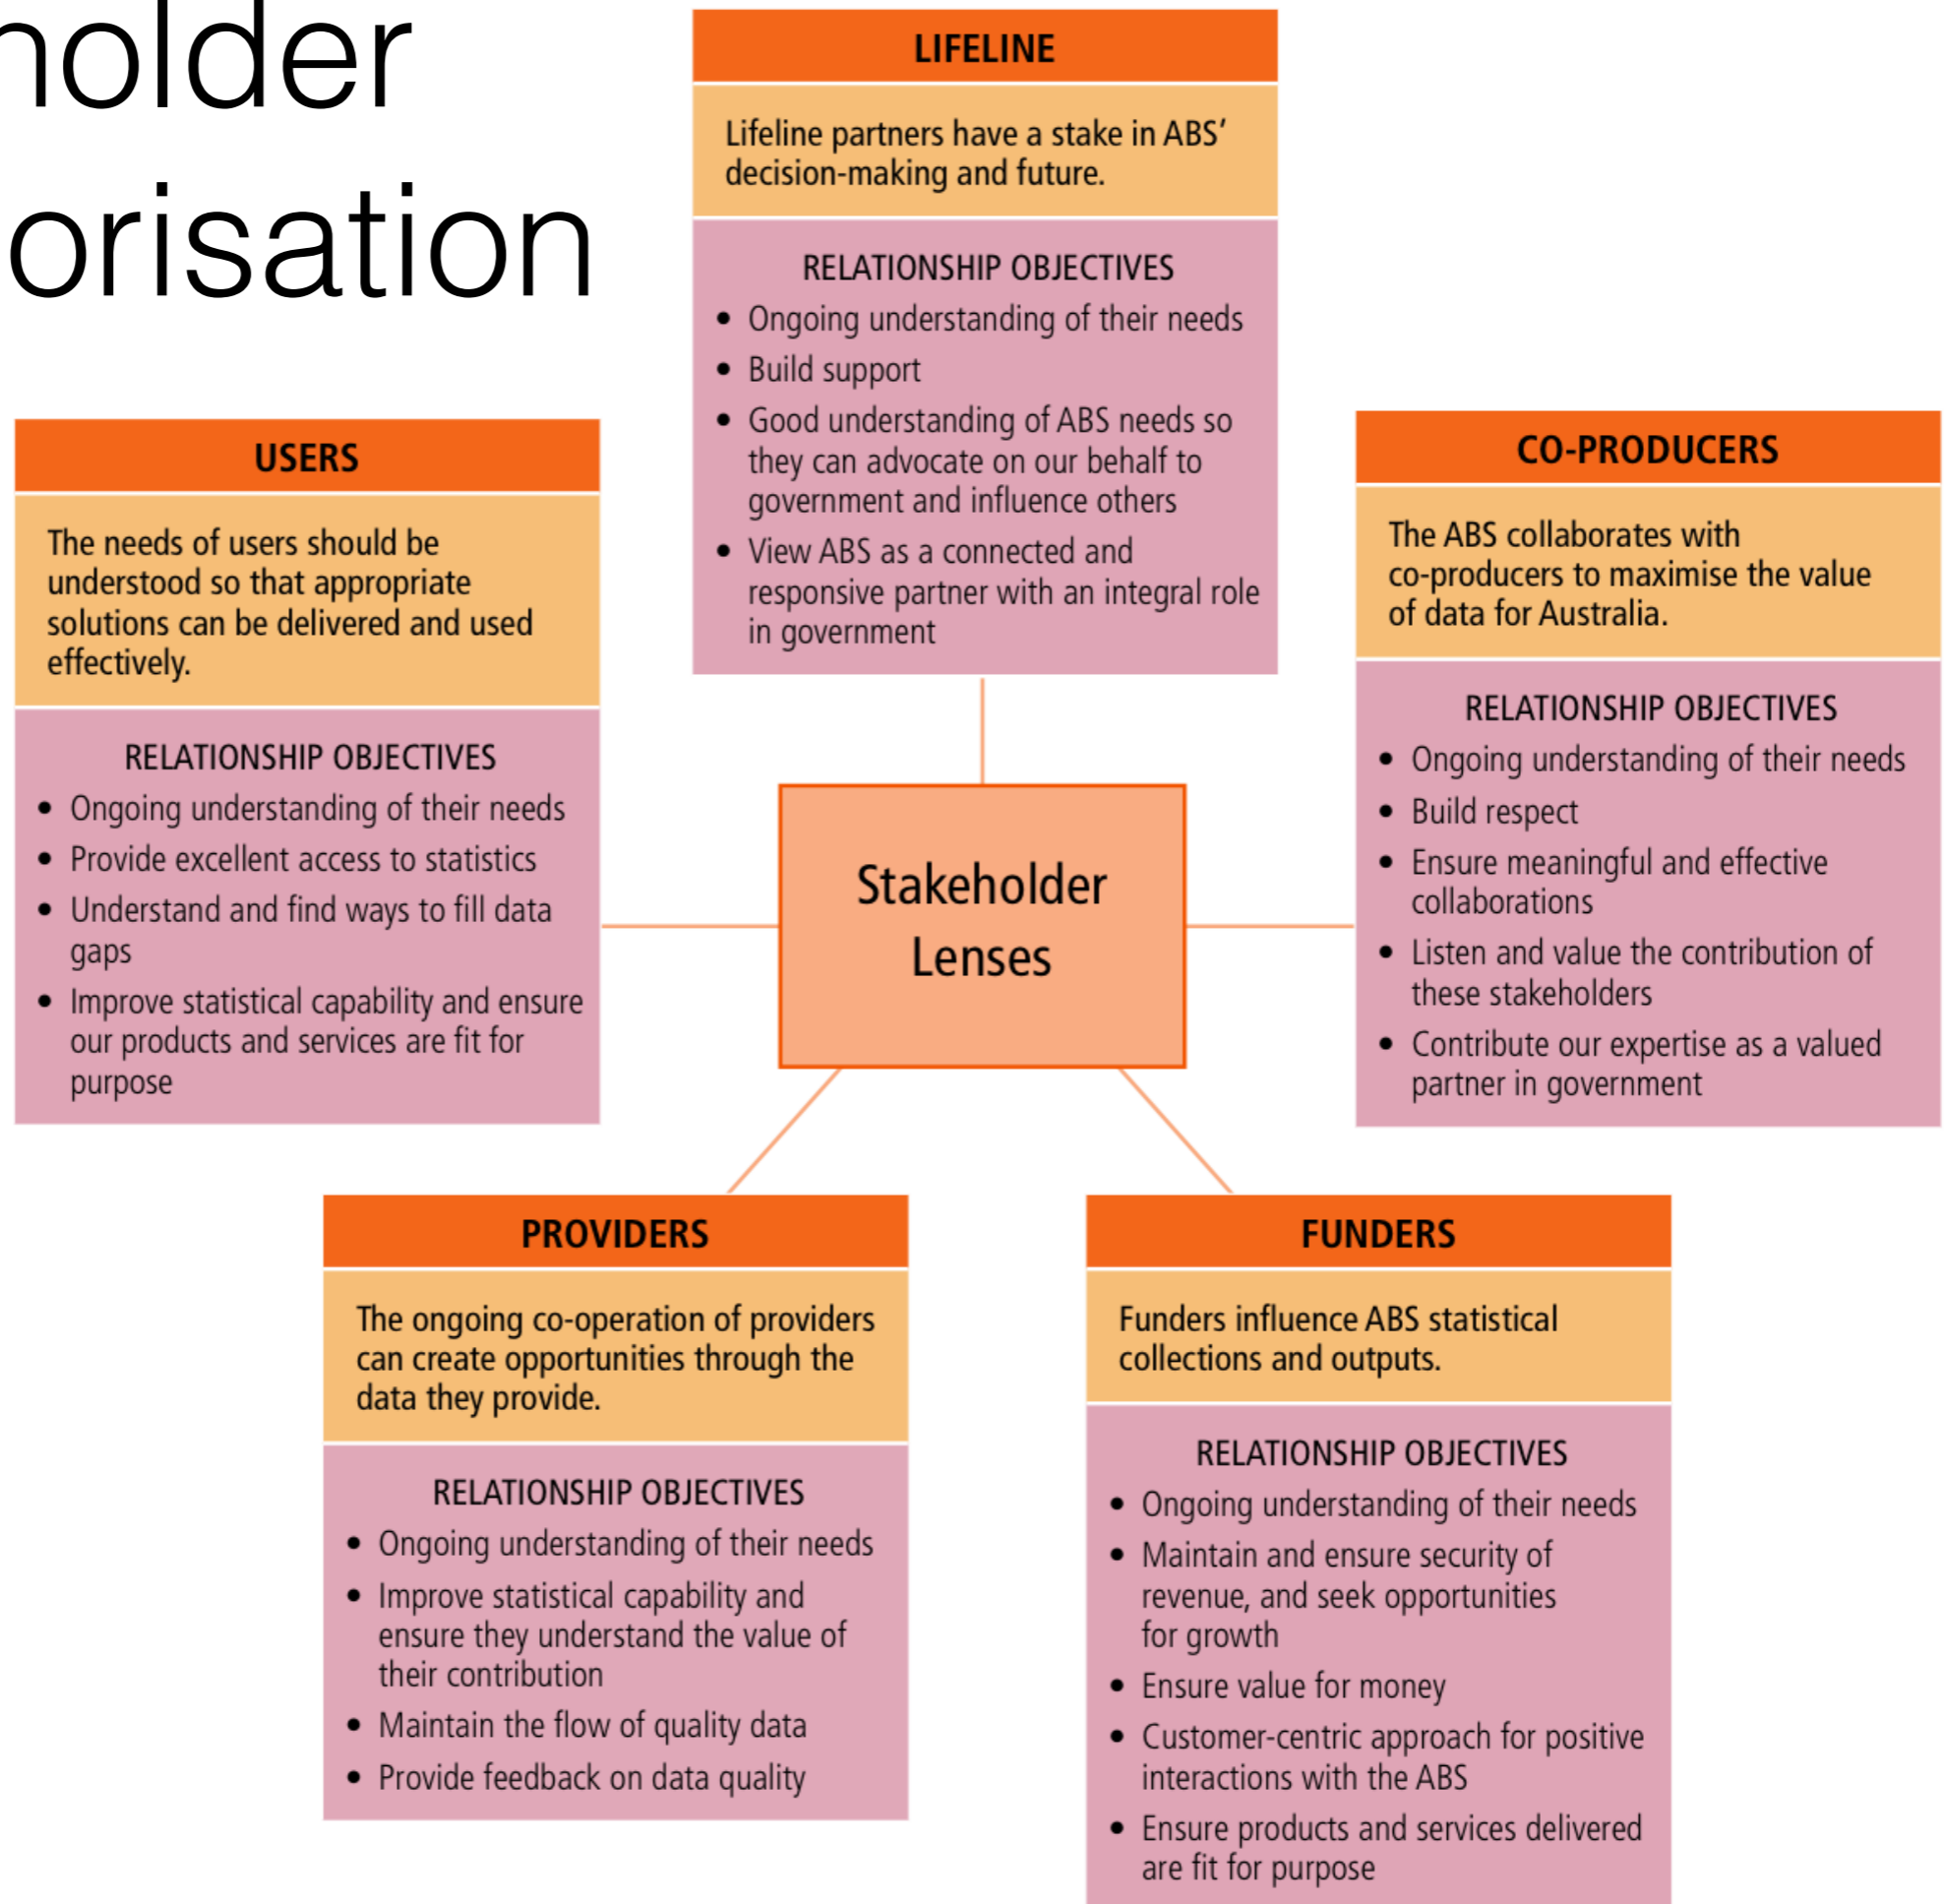 holder
orisation
LIFELINE
Lifeline partners have a stake in ABS’
decision-making and future.
RELATIONSHIP OBJECTIVES
• Ongoing understanding of their needs
• Build support
• Good understanding of ABS needs so
they can advocate on our behalf to
government and influence others
• View ABS as a connected and
responsive partner with an integral role
in government
USERS
The needs of users should be
understood so that appropriate
solutions can be delivered and used
effectively.
RELATIONSHIP OBJECTIVES
• Ongoing understanding of their needs
• Provide excellent access to statistics
• Understand and find ways to fill data
gaps
• Improve statistical capability and ensure
our products and services are fit for
purpose
Stakeholder
Lenses
CO-PRODUCERS
The ABS collaborates with
co-producers to maximise the value
of data for Australia.
RELATIONSHIP OBJECTIVES
• Ongoing understanding of their needs
• Build respect
• Ensure meaningful and effective
collaborations
• Listen and value the contribution of
these stakeholders
• Contribute our expertise as a valued
partner in government
PROVIDERS
The ongoing co-operation of providers
can create opportunities through the
data they provide.
RELATIONSHIP OBJECTIVES
• Ongoing understanding of their needs
• Improve statistical capability and
ensure they understand the value of
their contribution
• Maintain the flow of quality data
• Provide feedback on data quality
FUNDERS
Funders influence ABS statistical
collections and outputs.
RELATIONSHIP OBJECTIVES
• Ongoing understanding of their needs
• Maintain and ensure security of
revenue, and seek opportunities
for growth
• Ensure value for money
• Customer-centric approach for positive
interactions with the ABS
• Ensure products and services delivered
are fit for purpose